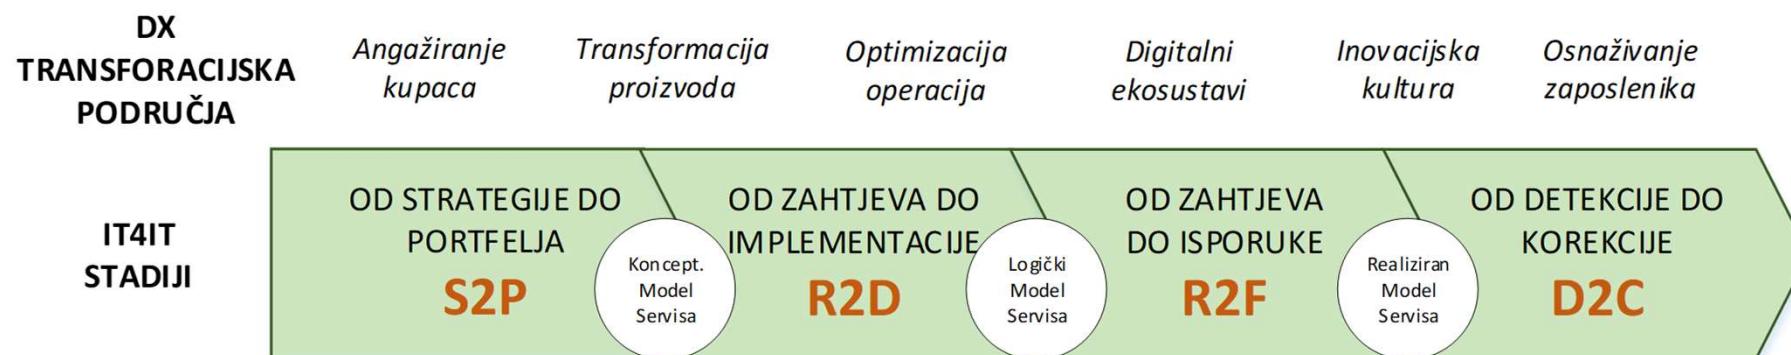 DX
TRANSFORACIJSKA
PODRUČJA
Angažiranje
kupaca
Transformacija
proizvoda
Optimizacija
operacija
Digitalni
ekosustavi
Inovacijska
kultura
Osnaživanje
zaposlenika
IT4IT
STADIJI
OD STRATEGIJE DO
PORTFELJA
S2P
Koncept.
Model
Servisa
OD ZAHTJEVA DO
IMPLEMENTACIJE
R2D
Logički
Model
Servisa
OD ZAHTJEVA
DO ISPORUKE
R2F
Realiziran
Model
Servisa
OD DETEKCIJE DO
KOREKCIJE
D2C